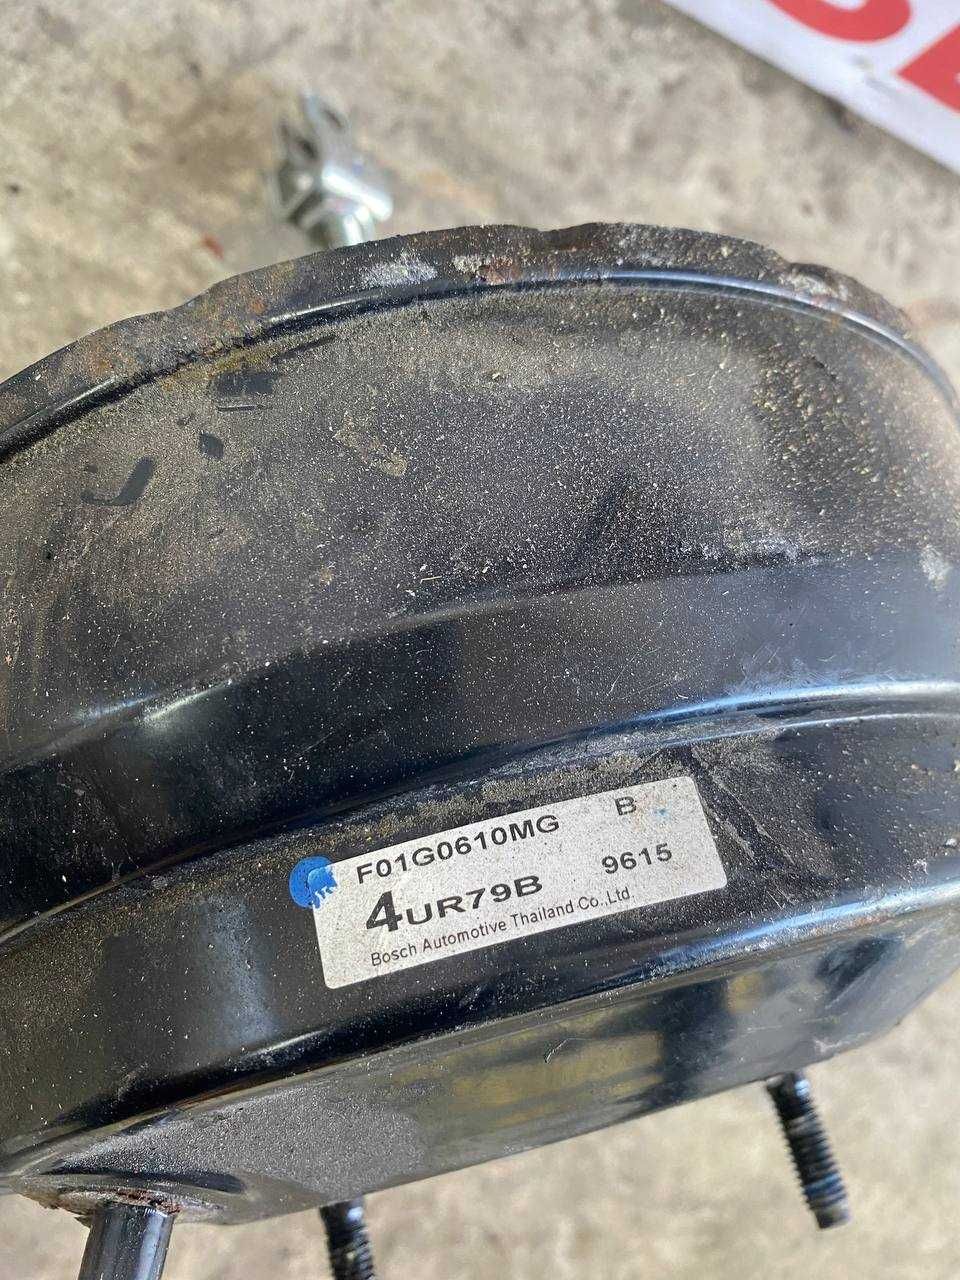 F01G0610MG B
4UR79B 9615
Bosch Automotive Thailand Co.,Ltd.